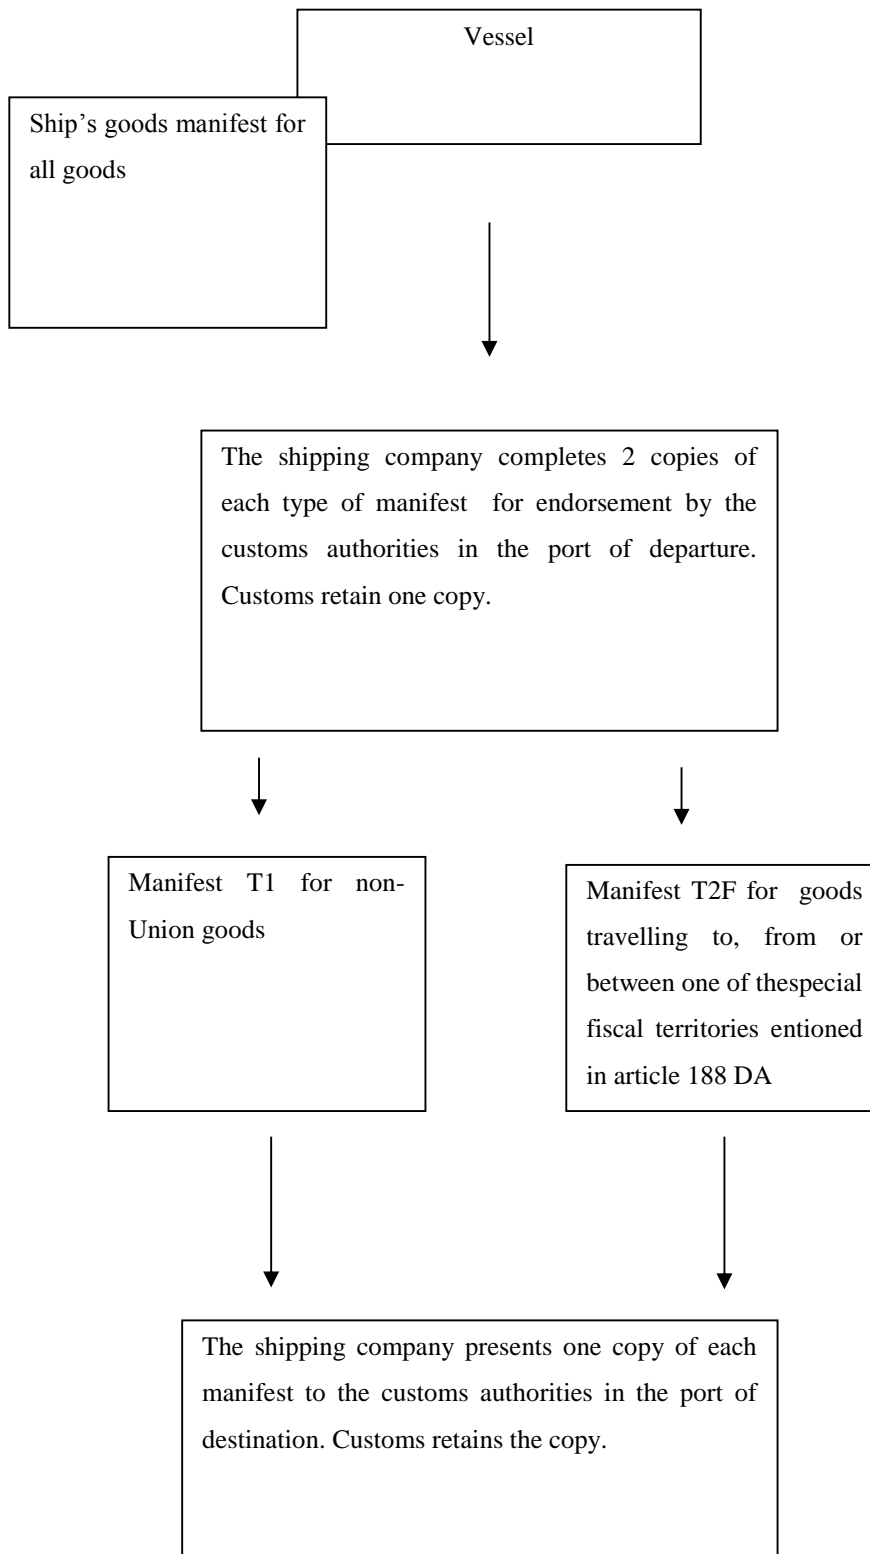 Vessel
Ship’s goods manifest for
all goods
The shipping company completes 2 copies of
each type of manifest for endorsement by the
customs authorities in the port of departure.
Customs retain one copy.
Manifest T1 for non-
Union goods
Manifest T2F for goods
travelling to, from or
between one of thespecial
fiscal territories entioned
in article 188 DA
The shipping company presents one copy of each
manifest to the customs authorities in the port of
destination. Customs retains the copy.